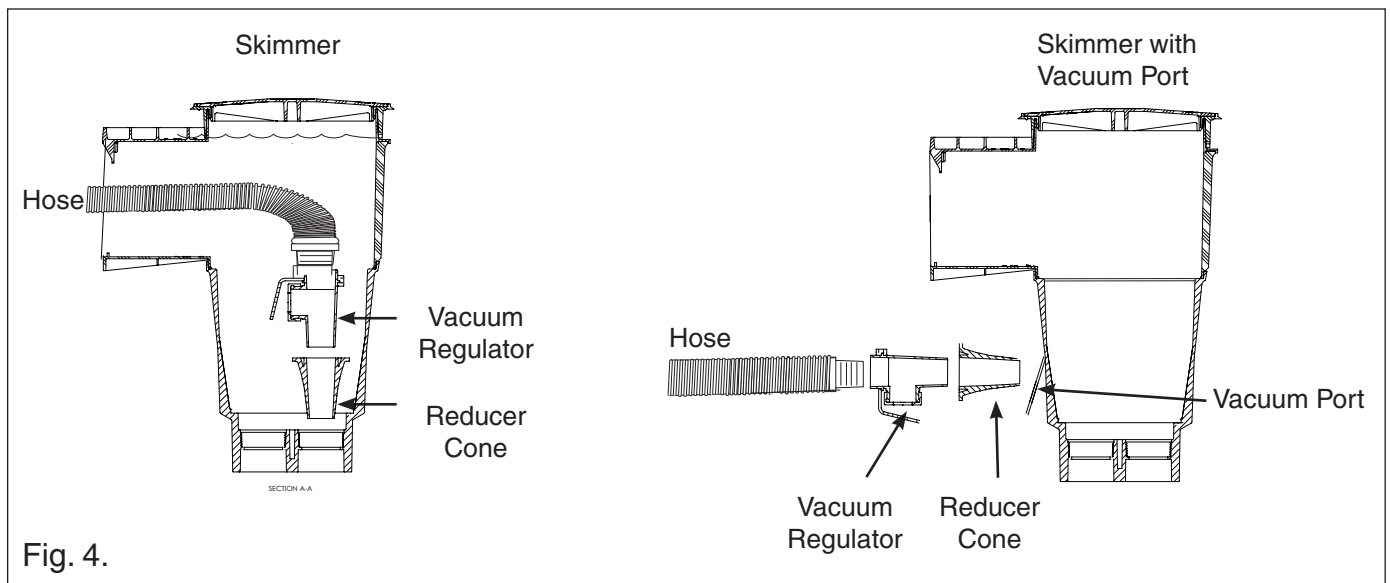 Skimmer
Hose
Vacuum
Regulator
Reducer
Cone
SECTION A-A
Skimmer with
Vacuum Port
Hose
Vacuum Port
Vacuum
Regulator
Reducer
Cone
Fig. 4.